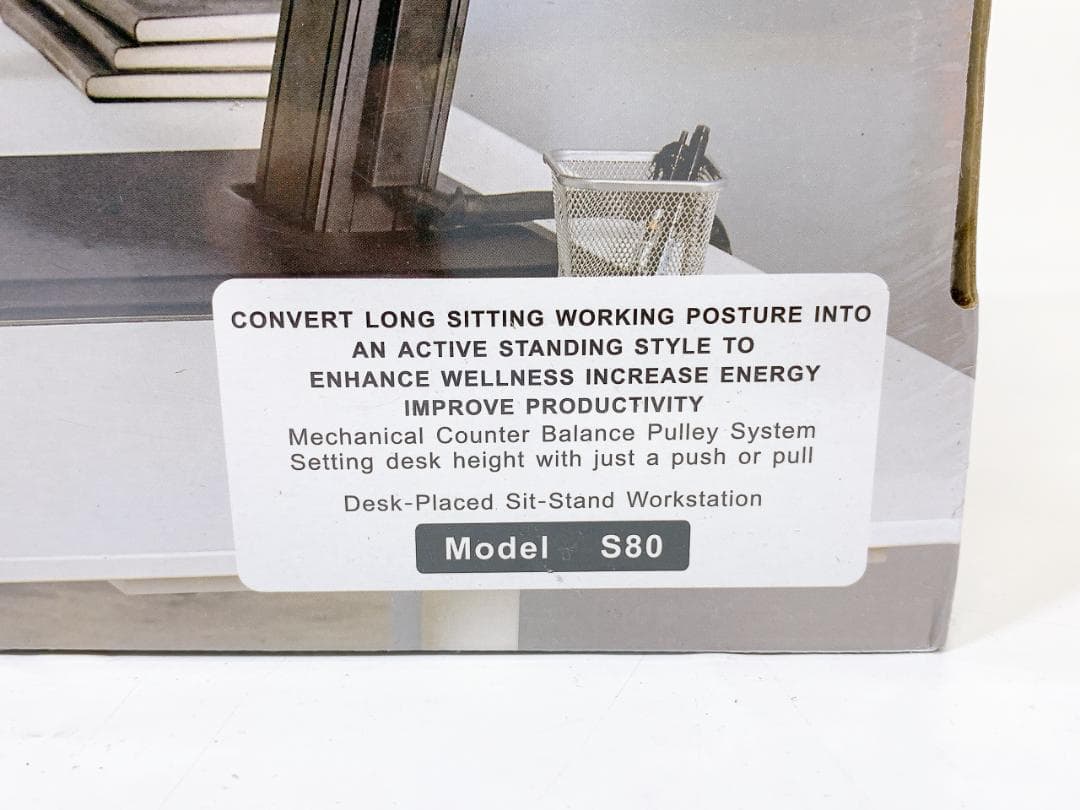 CONVERT LONG SITTING WORKING POSTURE INTO
AN ACTIVE STANDING STYLE TO
ENHANCE WELLNESS INCREASE ENERGY
IMPROVE PRODUCTIVITY
Mechanical Counter Balance Pulley System
Setting desk height with just a push or pull
Desk-Placed Sit-Stand Workstation
Model S80